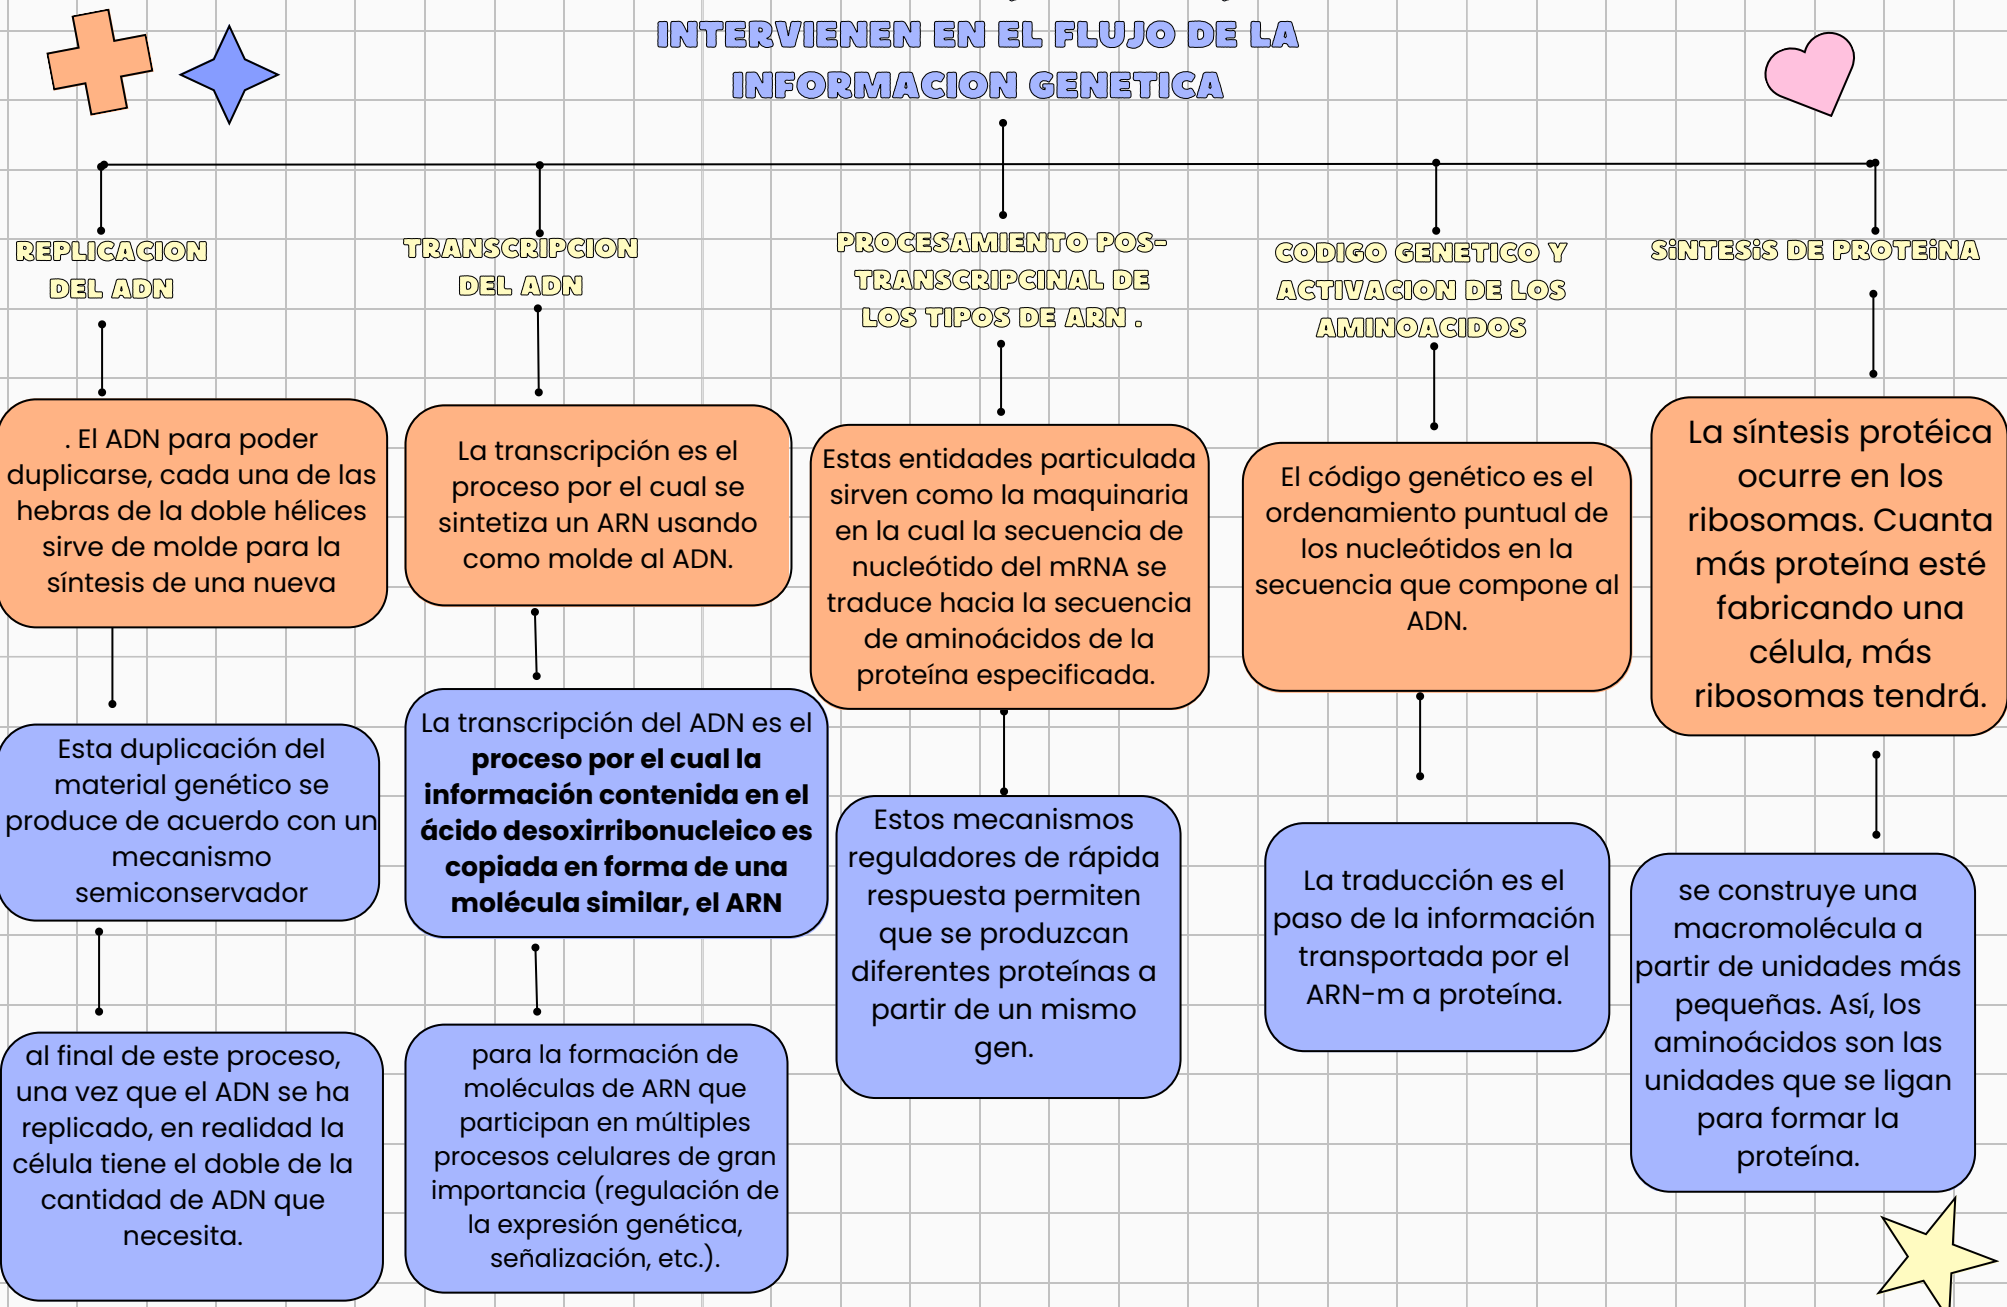 INTERVIENEN EN EL FLUJO DE LA
INFORMACION GENETICA
REPLICACION
DEL ADN
. El ADN para poder
duplicarse, cada una de las
hebras de la doble hélices
sirve de molde para la
síntesis de una nueva
Esta duplicación del
material genético se
produce de acuerdo con un
mecanismo
semiconservador
al final de este proceso,
una vez que el ADN se ha
replicado, en realidad la
célula tiene el doble de la
cantidad de ADN que
necesita.
TRANSCRIPCION
DEL ADN
La transcripción es el
proceso por el cual se
sintetiza un ARN usando
como molde al ADN.
La transcripción del ADN es el
proceso por el cual la
información contenida en el
ácido desoxirribonucleico es
copiada en forma de una
molécula similar, el ARN
para la formación de
moléculas de ARN que
participan en múltiples
procesos celulares de gran
importancia (regulación de
la expresión genética,
señalización, etc.).
PROCESAMIENTO POS-
TRANSCRIPCINAL DE
LOS TIPOS DE ARN .
Estas entidades particulada
sirven como la maquinaria
en la cual la secuencia de
nucleótido del mRNA se
traduce hacia la secuencia
de aminoácidos de la
proteína especificada.
Estos mecanismos
reguladores de rápida
respuesta permiten
que se produzcan
diferentes proteínas a
partir de un mismo
gen.
CODIGO GENETICO Y
ACTIVACION DE LOS
AMINOACIDOS
El código genético es el
ordenamiento puntual de
los nucleótidos en la
secuencia que compone al
ADN.
La traducción es el
paso de la información
transportada por el
ARN-m a proteína.
SiNTESiS DE PROTEiNA
La síntesis protéica
ocurre en los
ribosomas. Cuanta
más proteína esté
fabricando una
célula, más
ribosomas tendrá.
se construye una
macromolécula a
partir de unidades más
pequeñas. Así, los
aminoácidos son las
unidades que se ligan
para formar la
proteína.